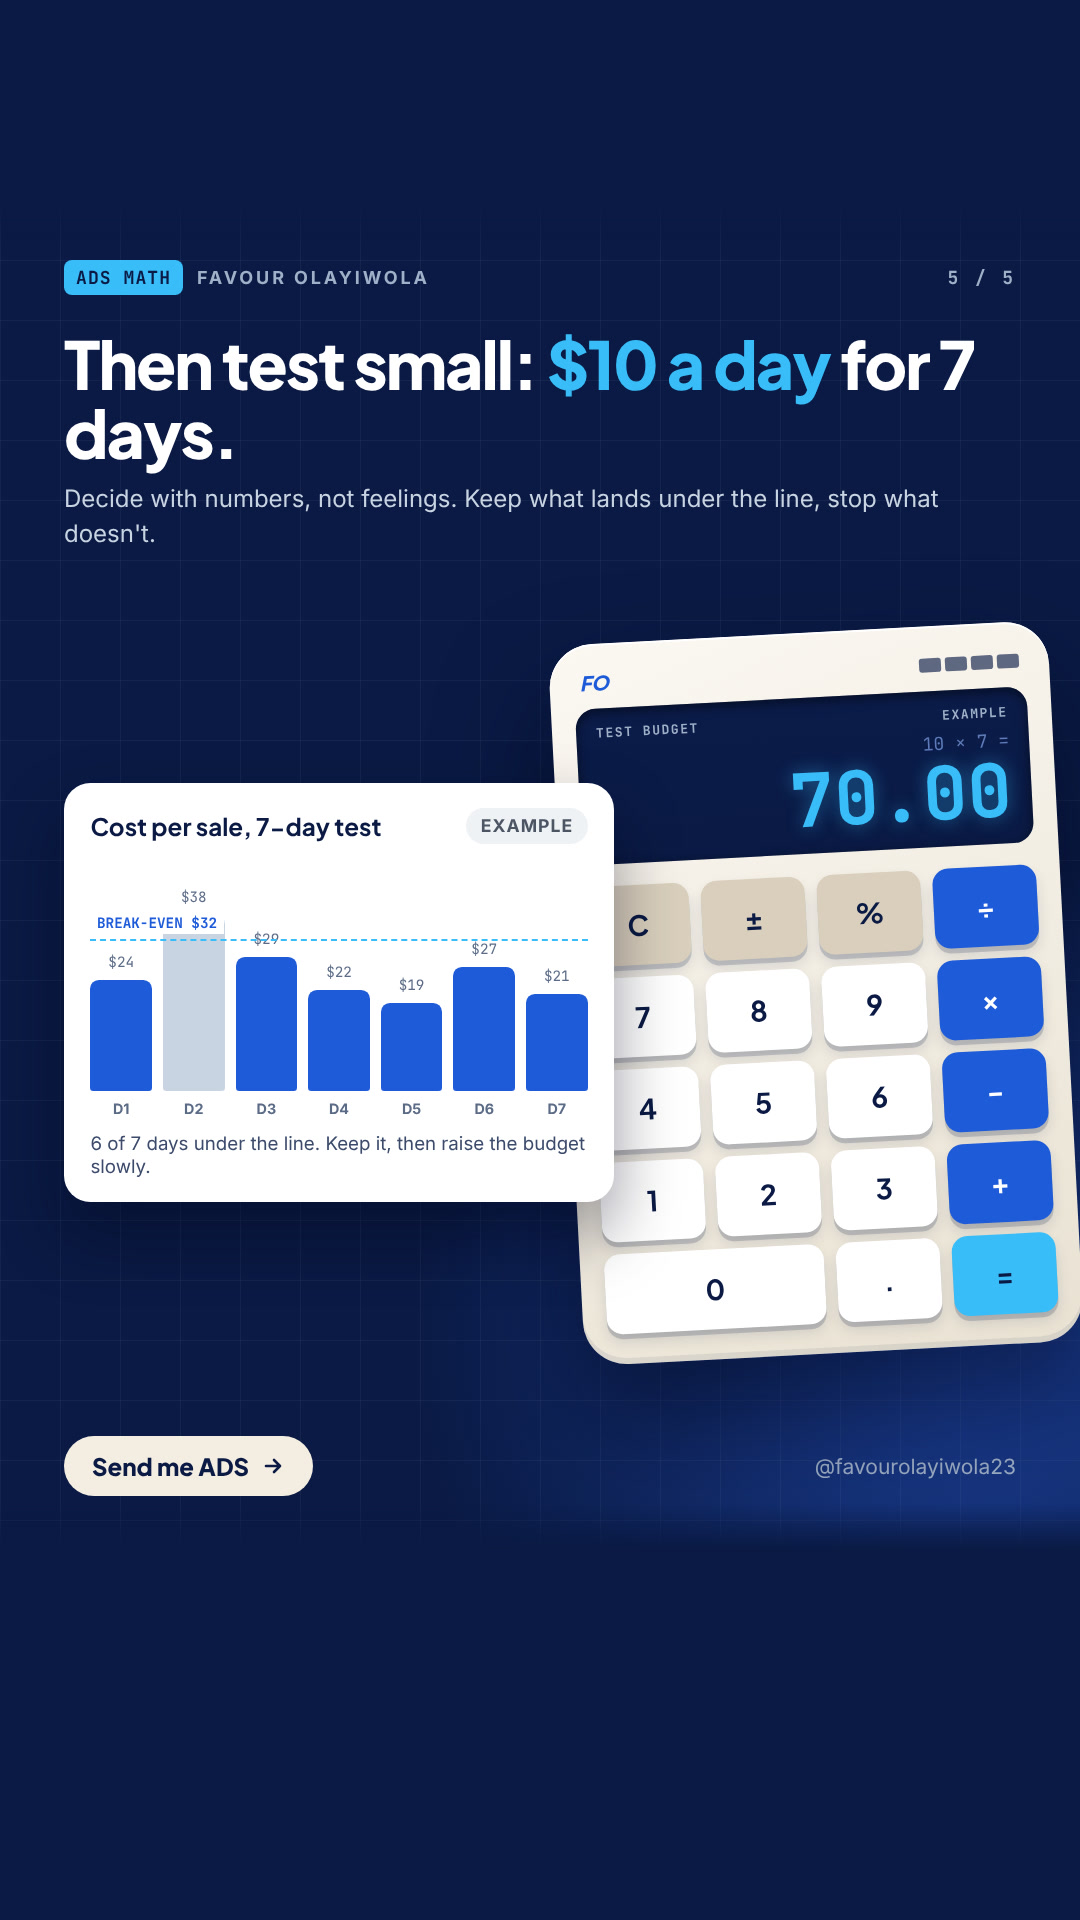 ADS MATH FAVOUR OLAYIWOLA 5 / 5
Then test small: $10 a day for 7
days.
Decide with numbers, not feelings. Keep what lands under the line, stop what
doesn't.
FO
TEST BUDGET EXAMPLE
10 × 7 =
70.00
Cost per sale, 7-day test EXAMPLE
$38
BREAK-EVEN $32
$24 $29 $22 $19 $27 $21
D1 D2 D3 D4 D5 D6 D7
6 of 7 days under the line. Keep it, then raise the budget
slowly.
C ± % ÷
7 8 9 ×
4 5 6 −
1 2 3 +
0 . =
Send me ADS →
@favourolayiwola23